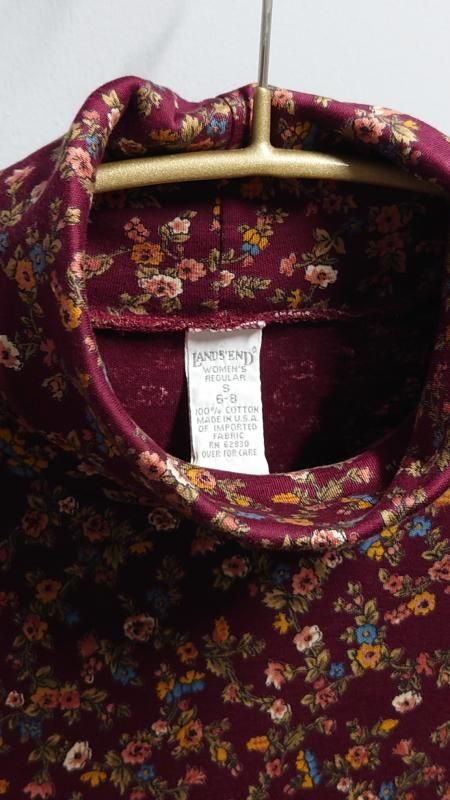 LANDS'END®
WOMEN'S
REGULAR
S
6-8
100% COTTON
MADE IN U.S.A.
OF IMPORTED
FABRIC
RN 62830
OVER FOR CARE